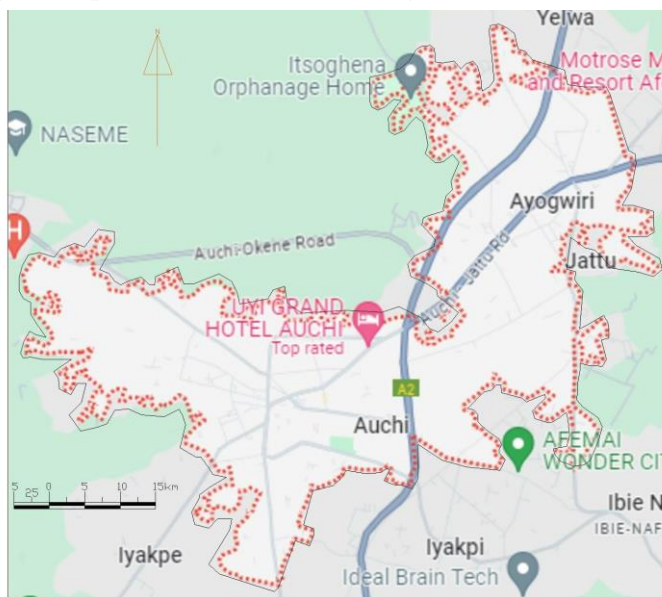 Yelwa
Itsoghena
Orphanage Home
Motrose M
and Resort Afe
NASEME
Ayogwiri
H
Auchi-Okene Road
Jattu
Auchi - Jattu Rd
UYI GRAND
HOTEL AUCHI
Top rated
A2
Auchi
AFEMAI
WONDER CIT
5 25 0 5 10 15km
Ibie N
IBIE-NAF
Iyakpe
Iyakpi
Ideal Brain Tech